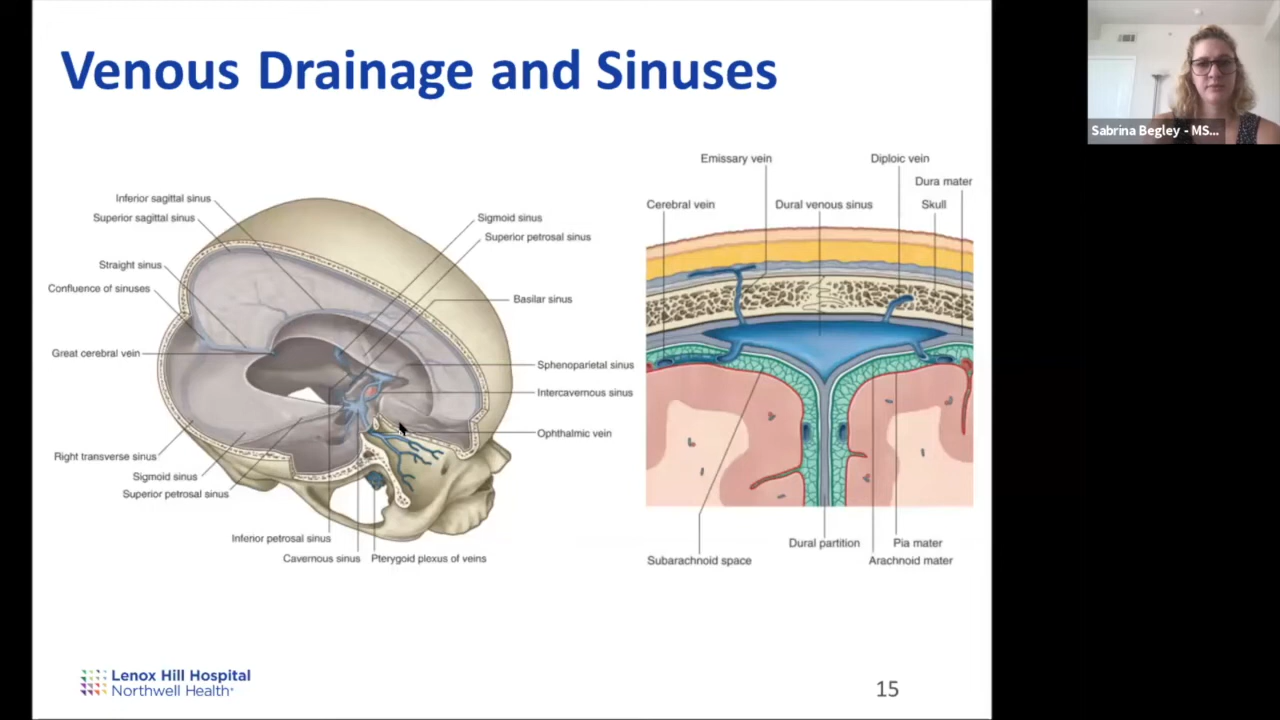 Venous Drainage and Sinuses
Sabrina Begley - MS...
Inferior sagittal sinus
Superior sagittal sinus
Straight sinus
Confluence of sinuses
Great cerebral vein
Right transverse sinus
Sigmoid sinus
Superior petrosal sinus
Inferior petrosal sinus
Cavernous sinus
Pterygoid plexus of veins
Sigmoid sinus
Superior petrosal sinus
Basilar sinus
Sphenoparietal sinus
Intercavernous sinus
Ophthalmic vein
Emissary vein
Diploic vein
Dura mater
Cerebral vein
Dural venous sinus
Skull
Dural partition
Pia mater
Subarachnoid space
Arachnoid mater
Lenox Hill Hospital
Northwell Health
15